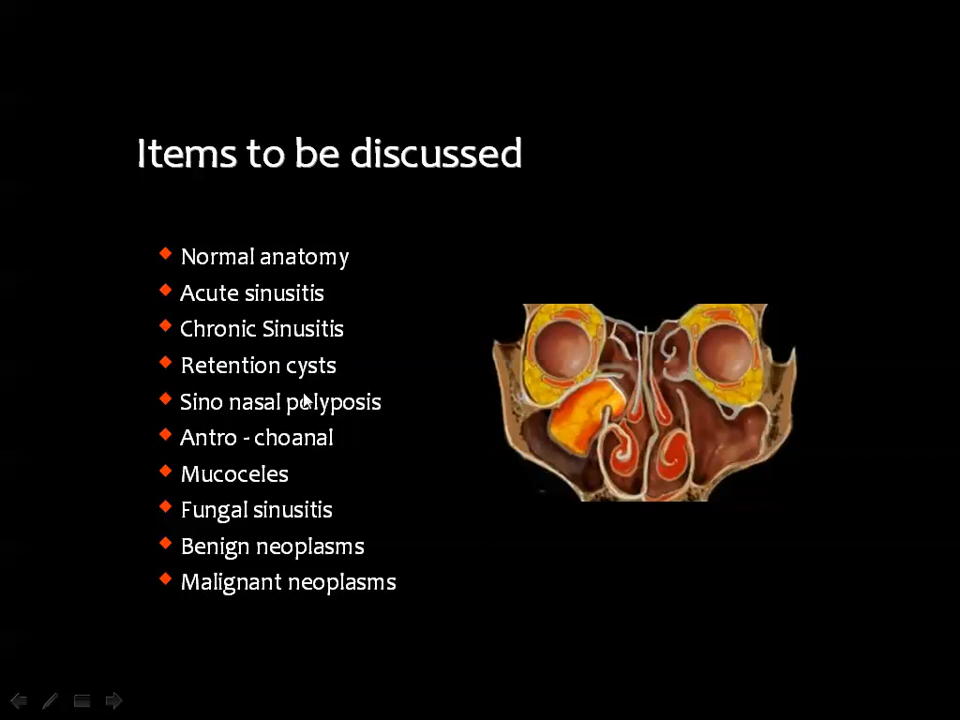 Items to be discussed
Normal anatomy
Acute sinusitis
Chronic Sinusitis
Retention cysts
Sino nasal polyposis
Antro - choanal
Mucoceles
Fungal sinusitis
Benign neoplasms
Malignant neoplasms